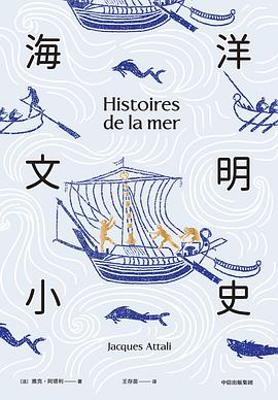 海洋
Histoires
de la mer
文明
小史
Jacques Attali
[法] 雅克·阿塔利——著
王存苗——译
中信出版集团